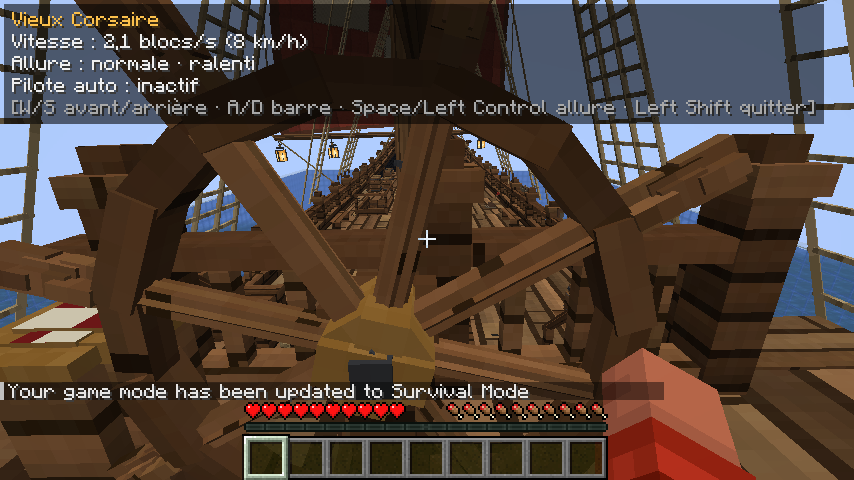 Vieux Corsaire
Vitesse : 2,1 blocs/s (8 km/h)
Allure : normale · ralenti
Pilote auto : inactif
[W/S avant/arrière · A/D barre · Space/Left Control allure · Left Shift quitter]
Your game mode has been updated to Survival Mode